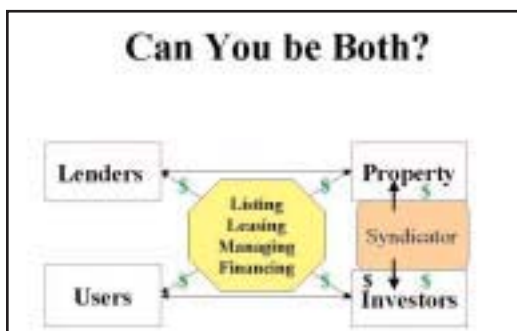 Can You be Both?
Lenders
$
$
Property
$
Listing
Leasing
Managing
Financing
Syndicator
Users
$
$
$
$
Investors